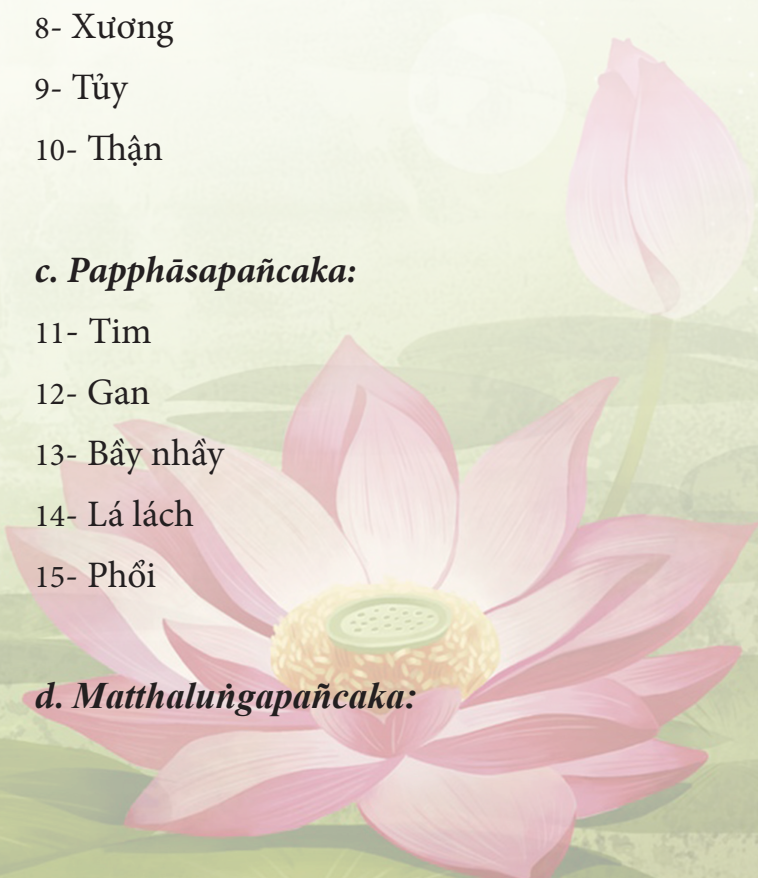 8- Xương
9- Tủy
10- Thận
c. Papphāsapañcaka:
11- Tim
12- Gan
13- Bầy nhầy
14- Lá lách
15- Phổi
d. Matthaluṅgapañcaka: